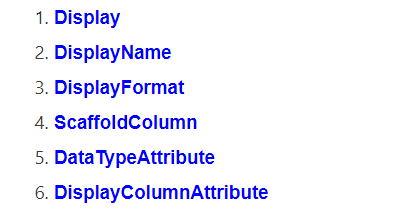 1. Display
2. DisplayName
3. DisplayFormat
4. ScaffoldColumn
5. DataTypeAttribute
6. DisplayColumnAttribute